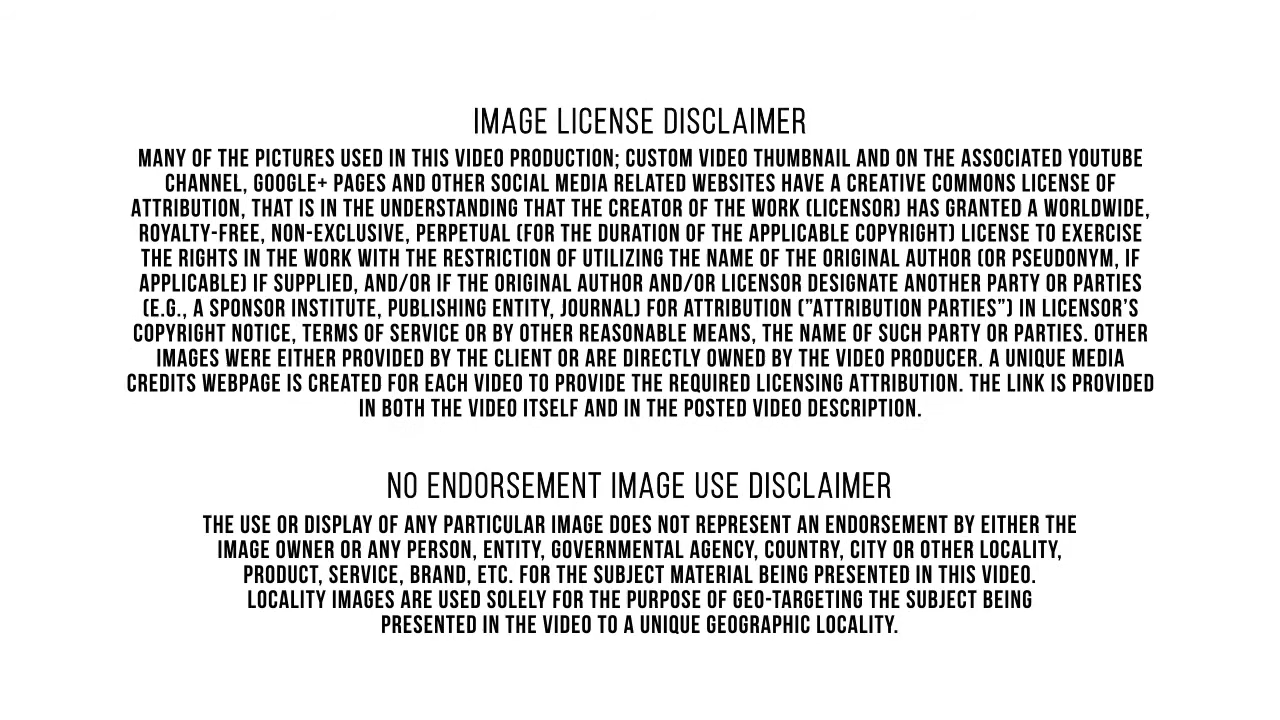 IMAGE LICENSE DISCLAIMER
MANY OF THE PICTURES USED IN THIS VIDEO PRODUCTION; CUSTOM VIDEO THUMBNAIL AND ON THE ASSOCIATED YOUTUBE
CHANNEL, GOOGLE+ PAGES AND OTHER SOCIAL MEDIA RELATED WEBSITES HAVE A CREATIVE COMMONS LICENSE OF
ATTRIBUTION, THAT IS IN THE UNDERSTANDING THAT THE CREATOR OF THE WORK (LICENSOR) HAS GRANTED A WORLDWIDE,
ROYALTY-FREE, NON-EXCLUSIVE, PERPETUAL (FOR THE DURATION OF THE APPLICABLE COPYRIGHT) LICENSE TO EXERCISE
THE RIGHTS IN THE WORK WITH THE RESTRICTION OF UTILIZING THE NAME OF THE ORIGINAL AUTHOR (OR PSEUDONYM, IF
APPLICABLE) IF SUPPLIED, AND/OR IF THE ORIGINAL AUTHOR AND/OR LICENSOR DESIGNATE ANOTHER PARTY OR PARTIES
(E.G., A SPONSOR INSTITUTE, PUBLISHING ENTITY, JOURNAL) FOR ATTRIBUTION (”ATTRIBUTION PARTIES”) IN LICENSOR’S
COPYRIGHT NOTICE, TERMS OF SERVICE OR BY OTHER REASONABLE MEANS, THE NAME OF SUCH PARTY OR PARTIES. OTHER
IMAGES WERE EITHER PROVIDED BY THE CLIENT OR ARE DIRECTLY OWNED BY THE VIDEO PRODUCER. A UNIQUE MEDIA
CREDITS WEBPAGE IS CREATED FOR EACH VIDEO TO PROVIDE THE REQUIRED LICENSING ATTRIBUTION. THE LINK IS PROVIDED
IN BOTH THE VIDEO ITSELF AND IN THE POSTED VIDEO DESCRIPTION.
NO ENDORSEMENT IMAGE USE DISCLAIMER
THE USE OR DISPLAY OF ANY PARTICULAR IMAGE DOES NOT REPRESENT AN ENDORSEMENT BY EITHER THE
IMAGE OWNER OR ANY PERSON, ENTITY, GOVERNMENTAL AGENCY, COUNTRY, CITY OR OTHER LOCALITY,
PRODUCT, SERVICE, BRAND, ETC. FOR THE SUBJECT MATERIAL BEING PRESENTED IN THIS VIDEO.
LOCALITY IMAGES ARE USED SOLELY FOR THE PURPOSE OF GEO-TARGETING THE SUBJECT BEING
PRESENTED IN THE VIDEO TO A UNIQUE GEOGRAPHIC LOCALITY.